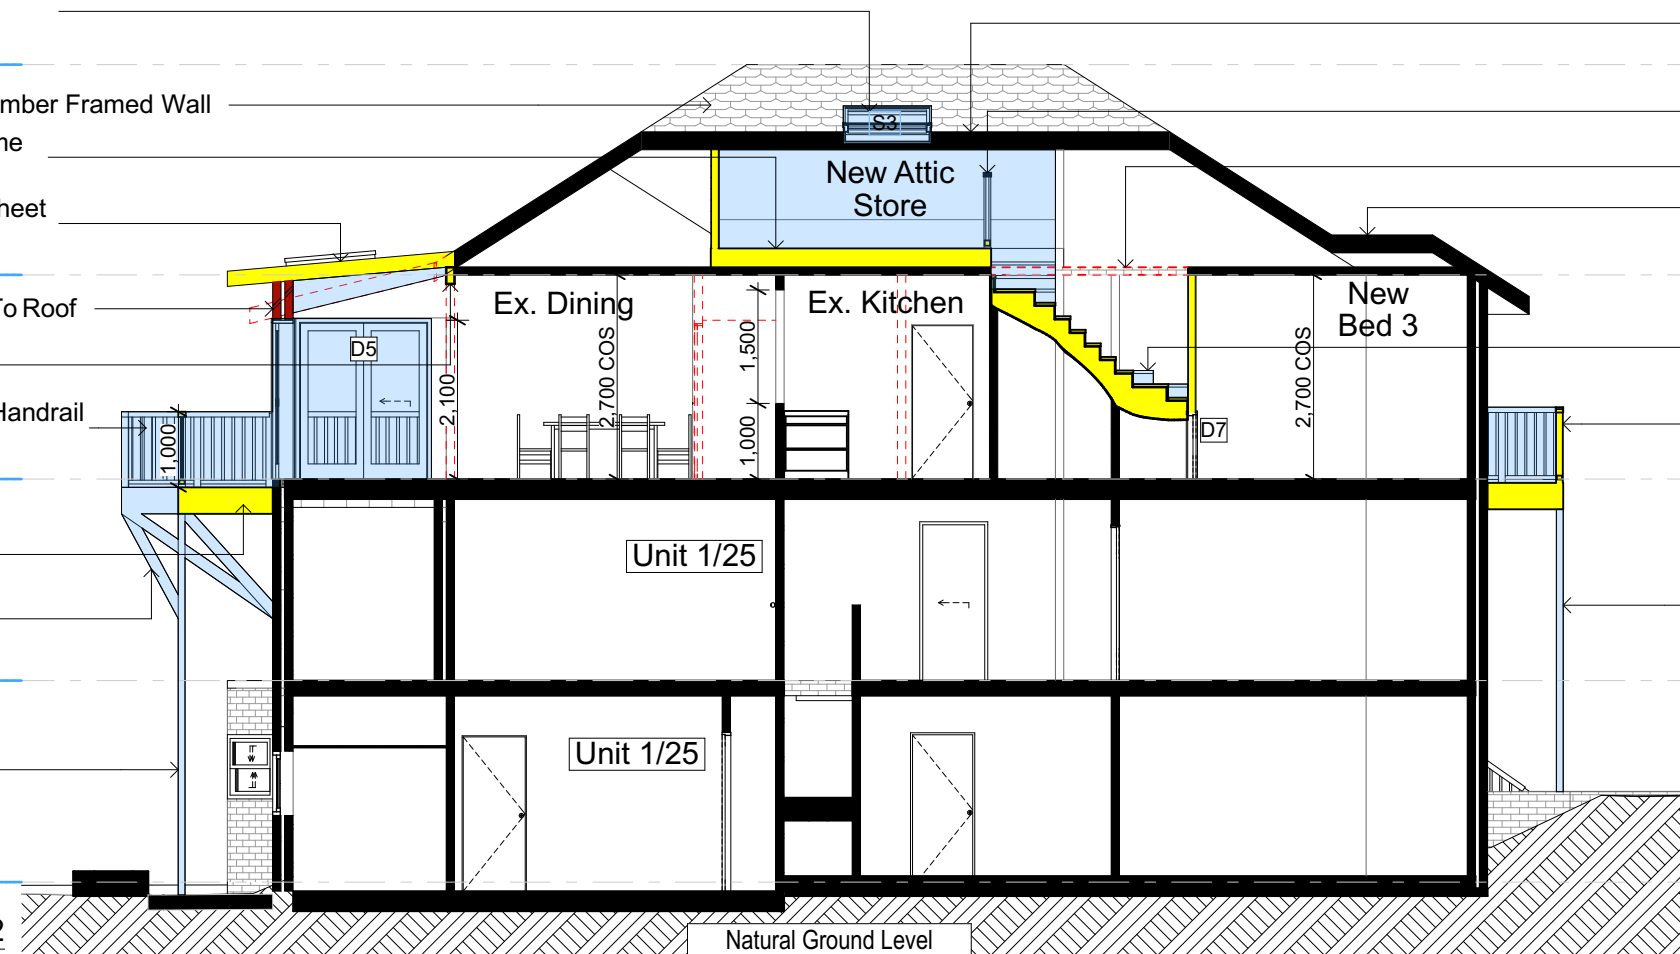 mber Framed Wall
S3
me
New Attic
Store
heet
Ex. Dining
Ex. Kitchen
New
Bed 3
To Roof
D5
1,500
2,700 COS
2,700 COS
2,100
Handrail
1,000
1,000
D7
Unit 1/25
Unit 1/25
Natural Ground Level